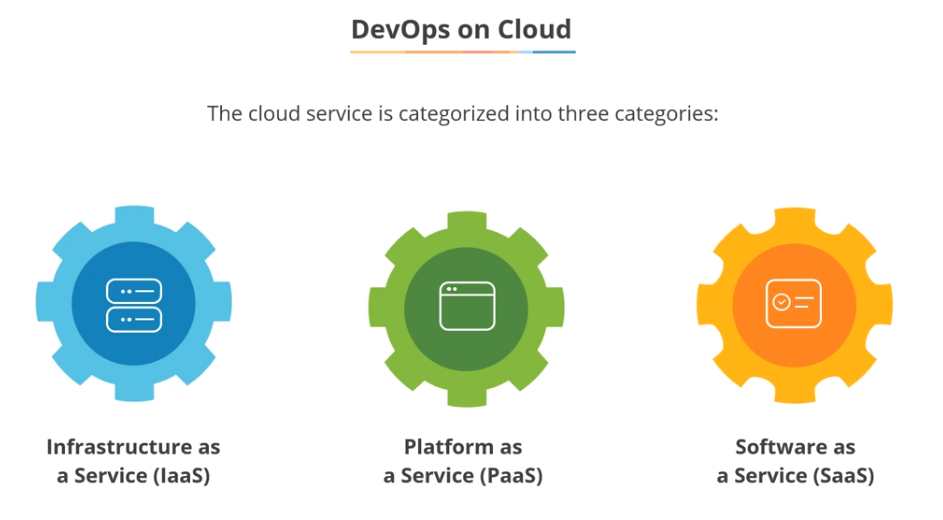 DevOps on Cloud
The cloud service is categorized into three categories:
Infrastructure as
a Service (IaaS)
Platform as
a Service (PaaS)
Software as
a Service (SaaS)